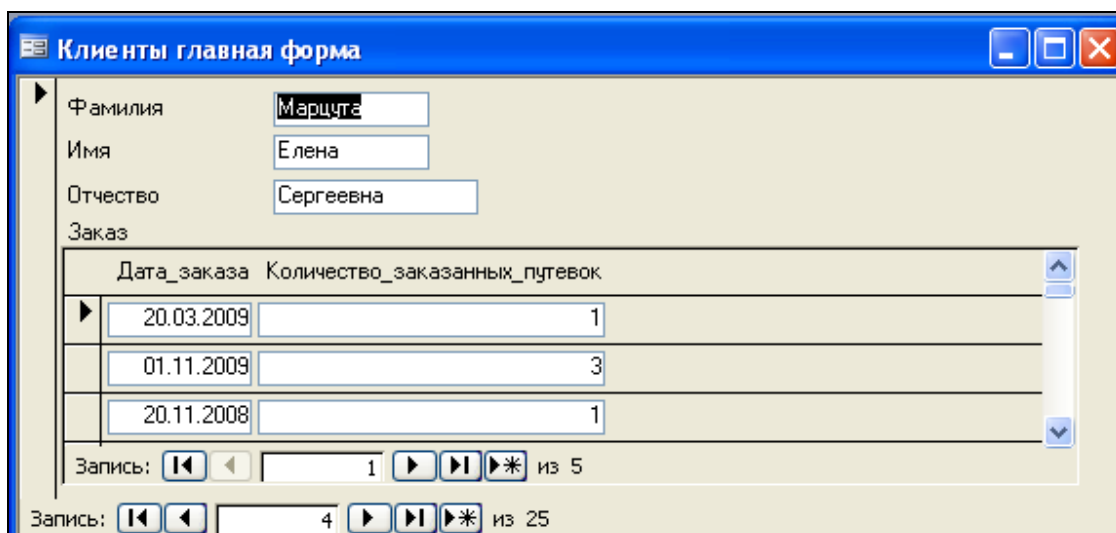 Клиенты главная форма
Фамилия Марцута
Имя Елена
Отчество Сергеевна
Заказ
Дата_заказа Количество_заказанных_путевок
20.03.2009 1
01.11.2009 3
20.11.2008 1
Запись: 1 из 5
Запись: 4 из 25